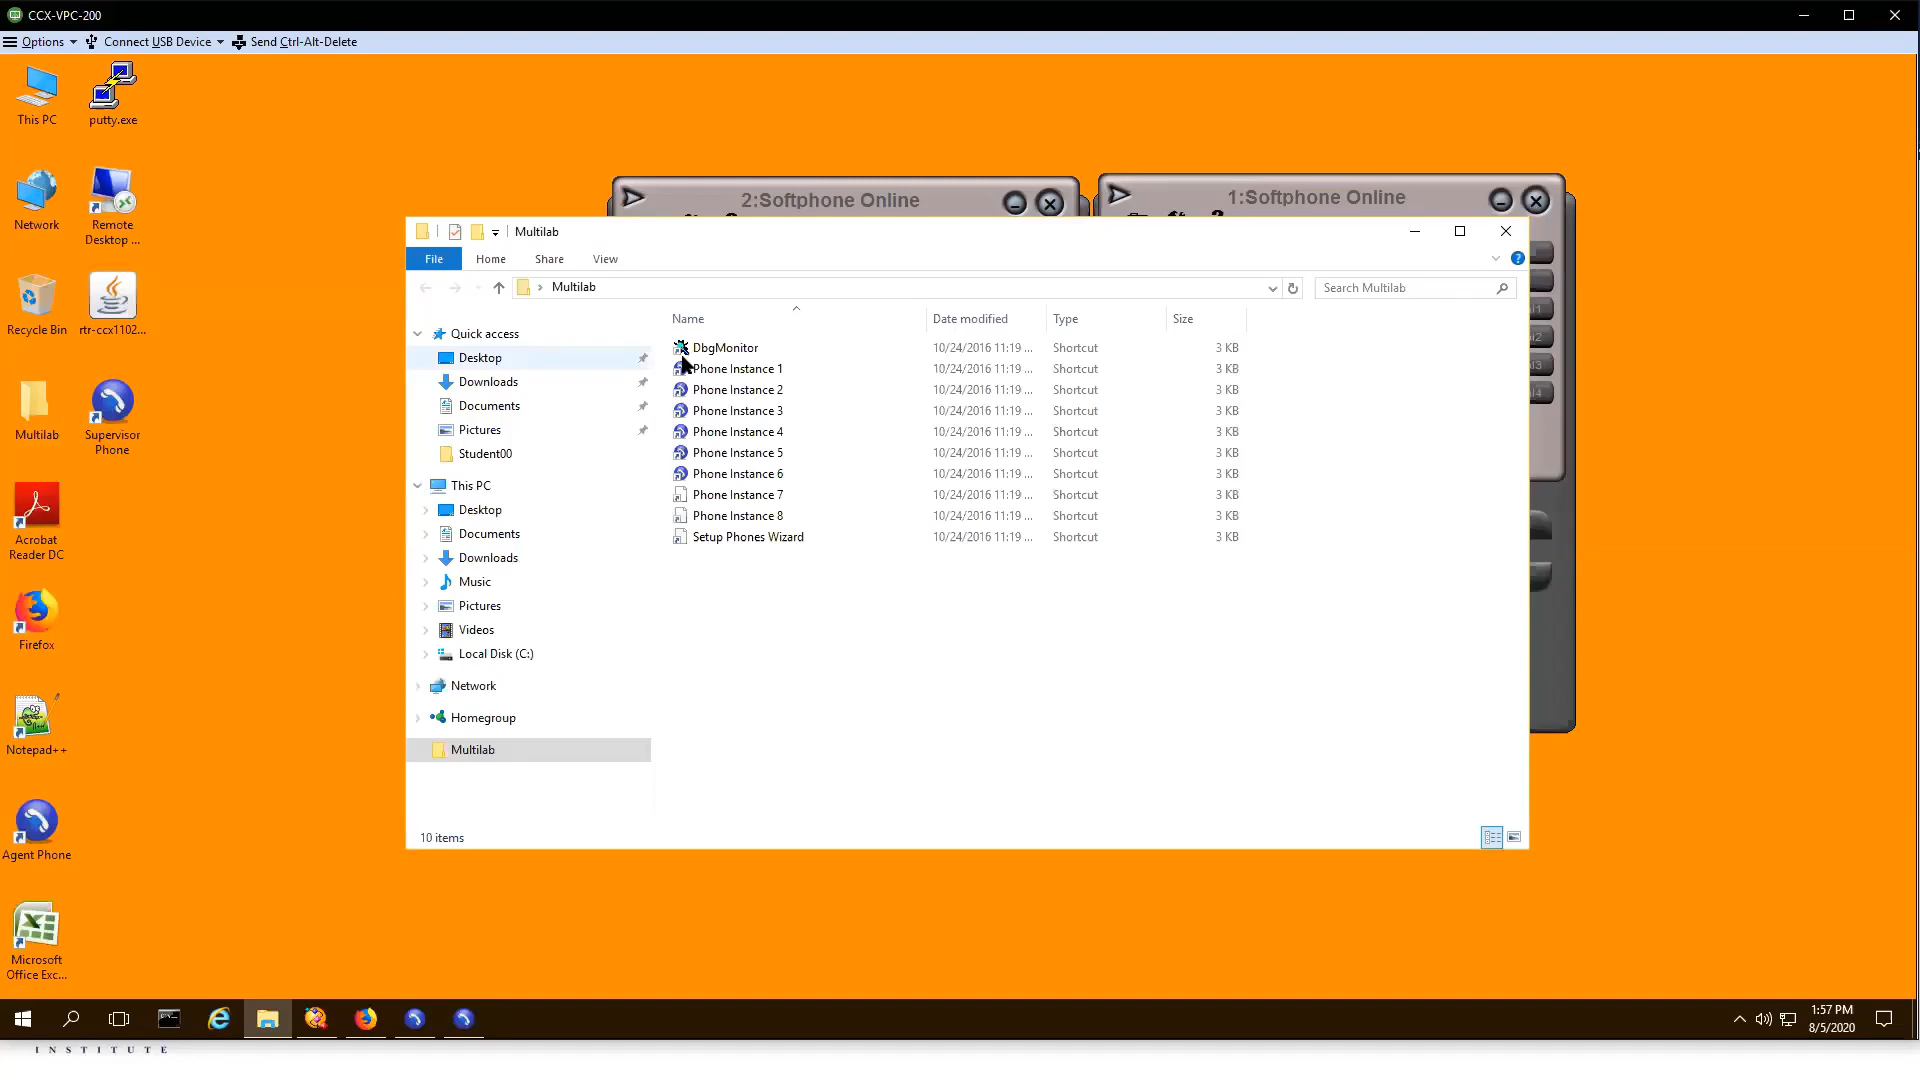 CCX-VPC-200
Options Connect USB Device Send Ctrl-Alt-Delete
This PC
putty.exe
Network
Remote
Desktop ...
Recycle Bin
rtr-ccx1102...
Multilab
Supervisor
Phone
Acrobat
Reader DC
Firefox
Notepad++
Agent Phone
Microsoft
Office Exc...
2:Softphone Online
1:Softphone Online
Multilab
File Home Share View
Multilab
Search Multilab
Quick access
Desktop
Downloads
Documents
Pictures
Student00
This PC
Desktop
Documents
Downloads
Music
Pictures
Videos
Local Disk (C:)
Network
Homegroup
Multilab
Name Date modified Type Size
DbgMonitor 10/24/2016 11:19 ... Shortcut 3 KB
Phone Instance 1 10/24/2016 11:19 ... Shortcut 3 KB
Phone Instance 2 10/24/2016 11:19 ... Shortcut 3 KB
Phone Instance 3 10/24/2016 11:19 ... Shortcut 3 KB
Phone Instance 4 10/24/2016 11:19 ... Shortcut 3 KB
Phone Instance 5 10/24/2016 11:19 ... Shortcut 3 KB
Phone Instance 6 10/24/2016 11:19 ... Shortcut 3 KB
Phone Instance 7 10/24/2016 11:19 ... Shortcut 3 KB
Phone Instance 8 10/24/2016 11:19 ... Shortcut 3 KB
Setup Phones Wizard 10/24/2016 11:19 ... Shortcut 3 KB
10 items
1:57 PM
8/5/2020
INSTITUTE